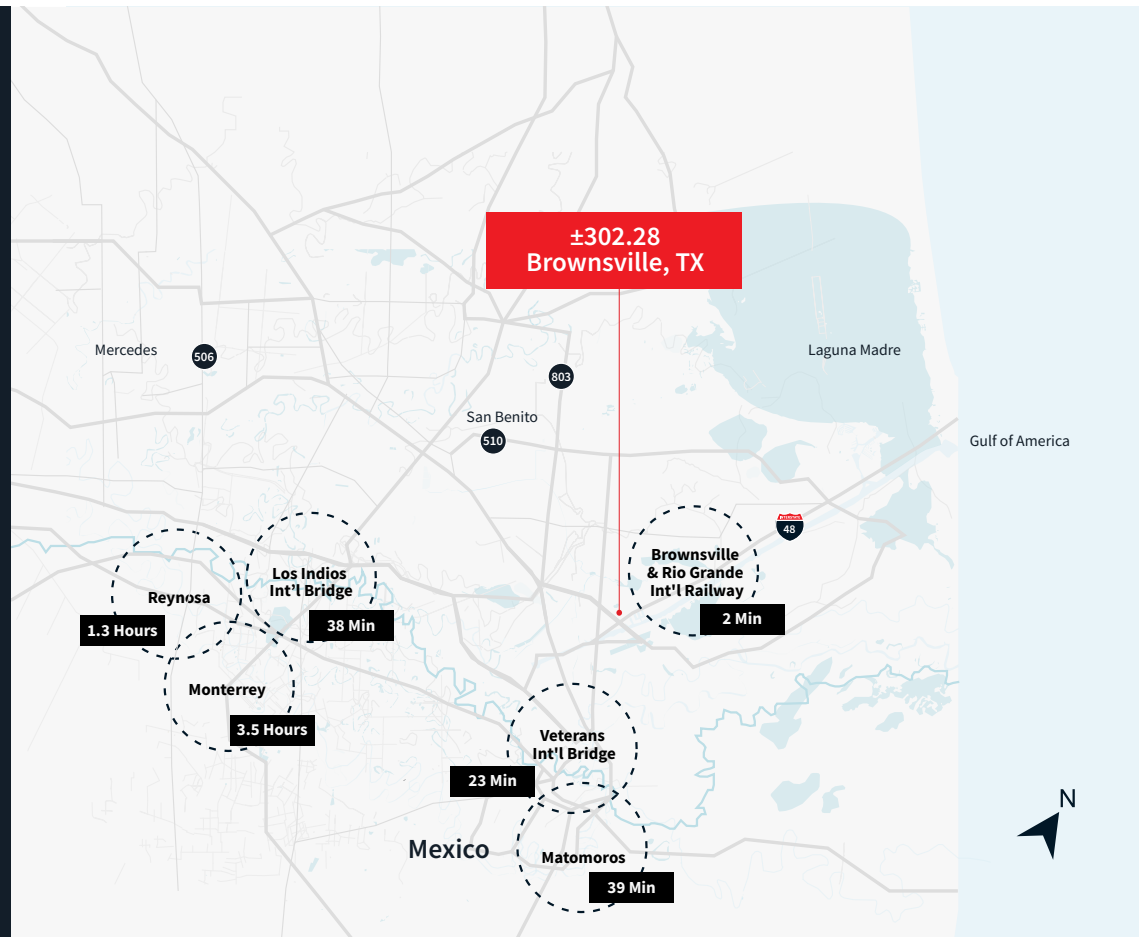 ±302.28
Brownsville, TX
Mercedes
506
Laguna Madre
803
San Benito
510
Gulf of America
48
Brownsville
& Rio Grande
Int'l Railway
2 Min
Los Indios
Int’l Bridge
38 Min
Reynosa
1.3 Hours
Monterrey
3.5 Hours
Veterans
Int'l Bridge
23 Min
Mexico
Matomoros
39 Min
N